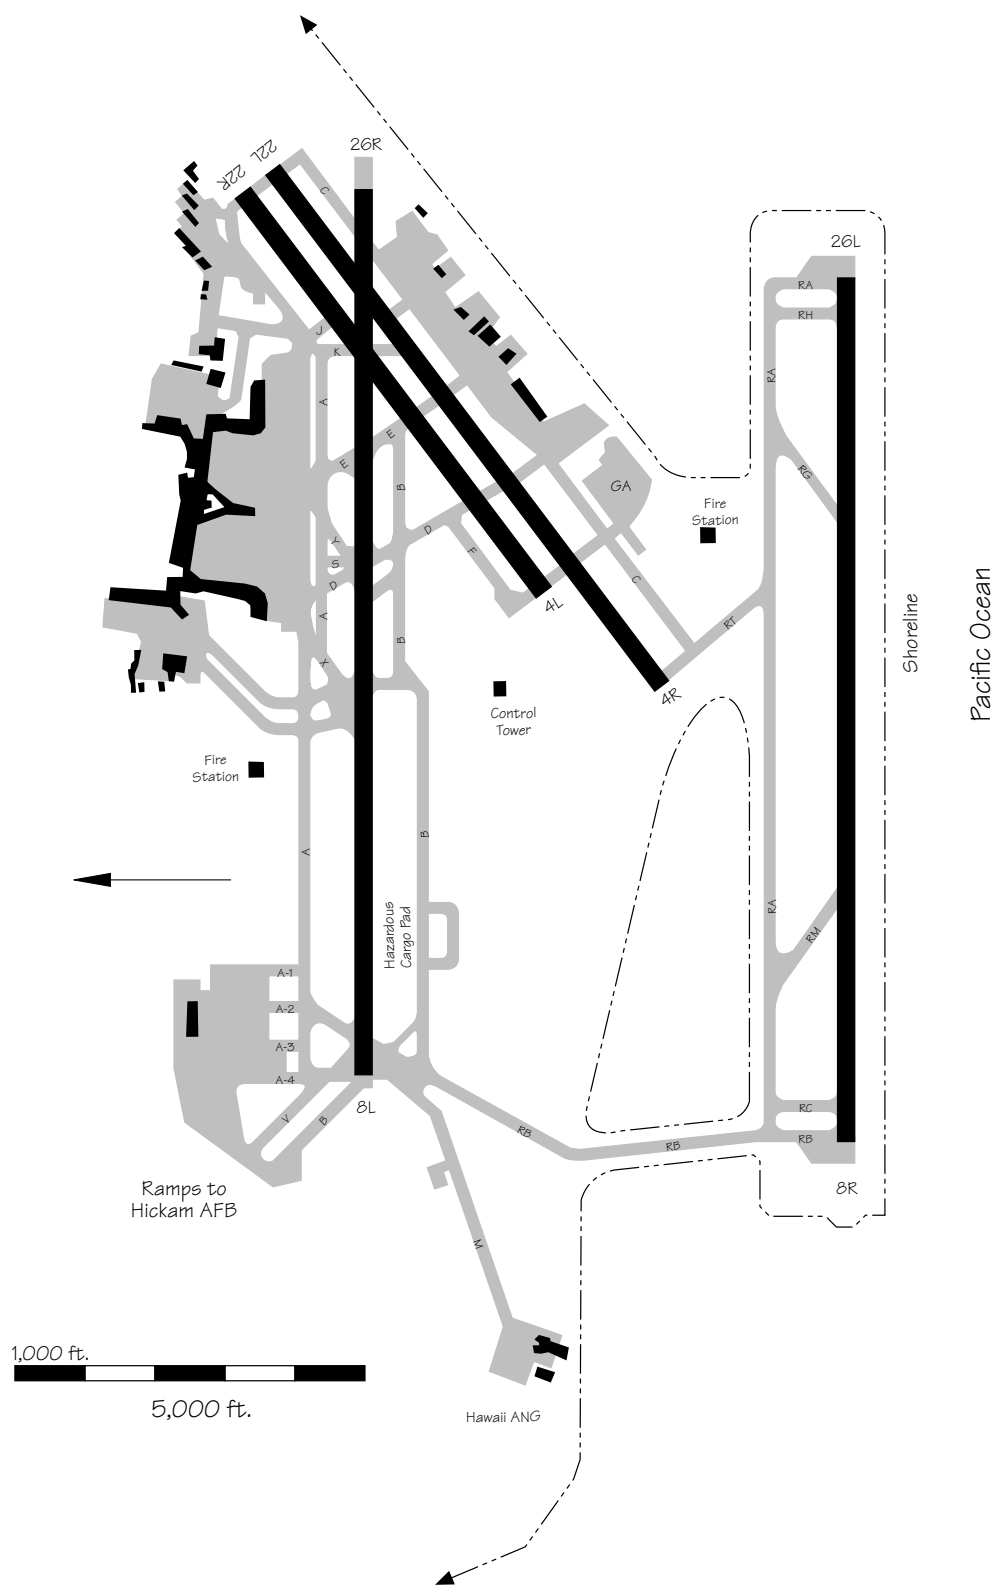 26R
22L
22R
C
26L
RA
RH
J
K
RA
A
E
E
RG
B
GA
Fire
Station
D
Y
F
S
C
D
A
B
RT
X
4L
4R
Shoreline
Pacific Ocean
Control
Tower
Fire
Station
B
A
RA
Hazardous
Cargo Pad
RM
A-1
A-2
A-3
A-4
8L
V
B
RB
RC
RB
RB
8R
Ramps to
Hickam AFB
M
1,000 ft.
5,000 ft.
Hawaii ANG